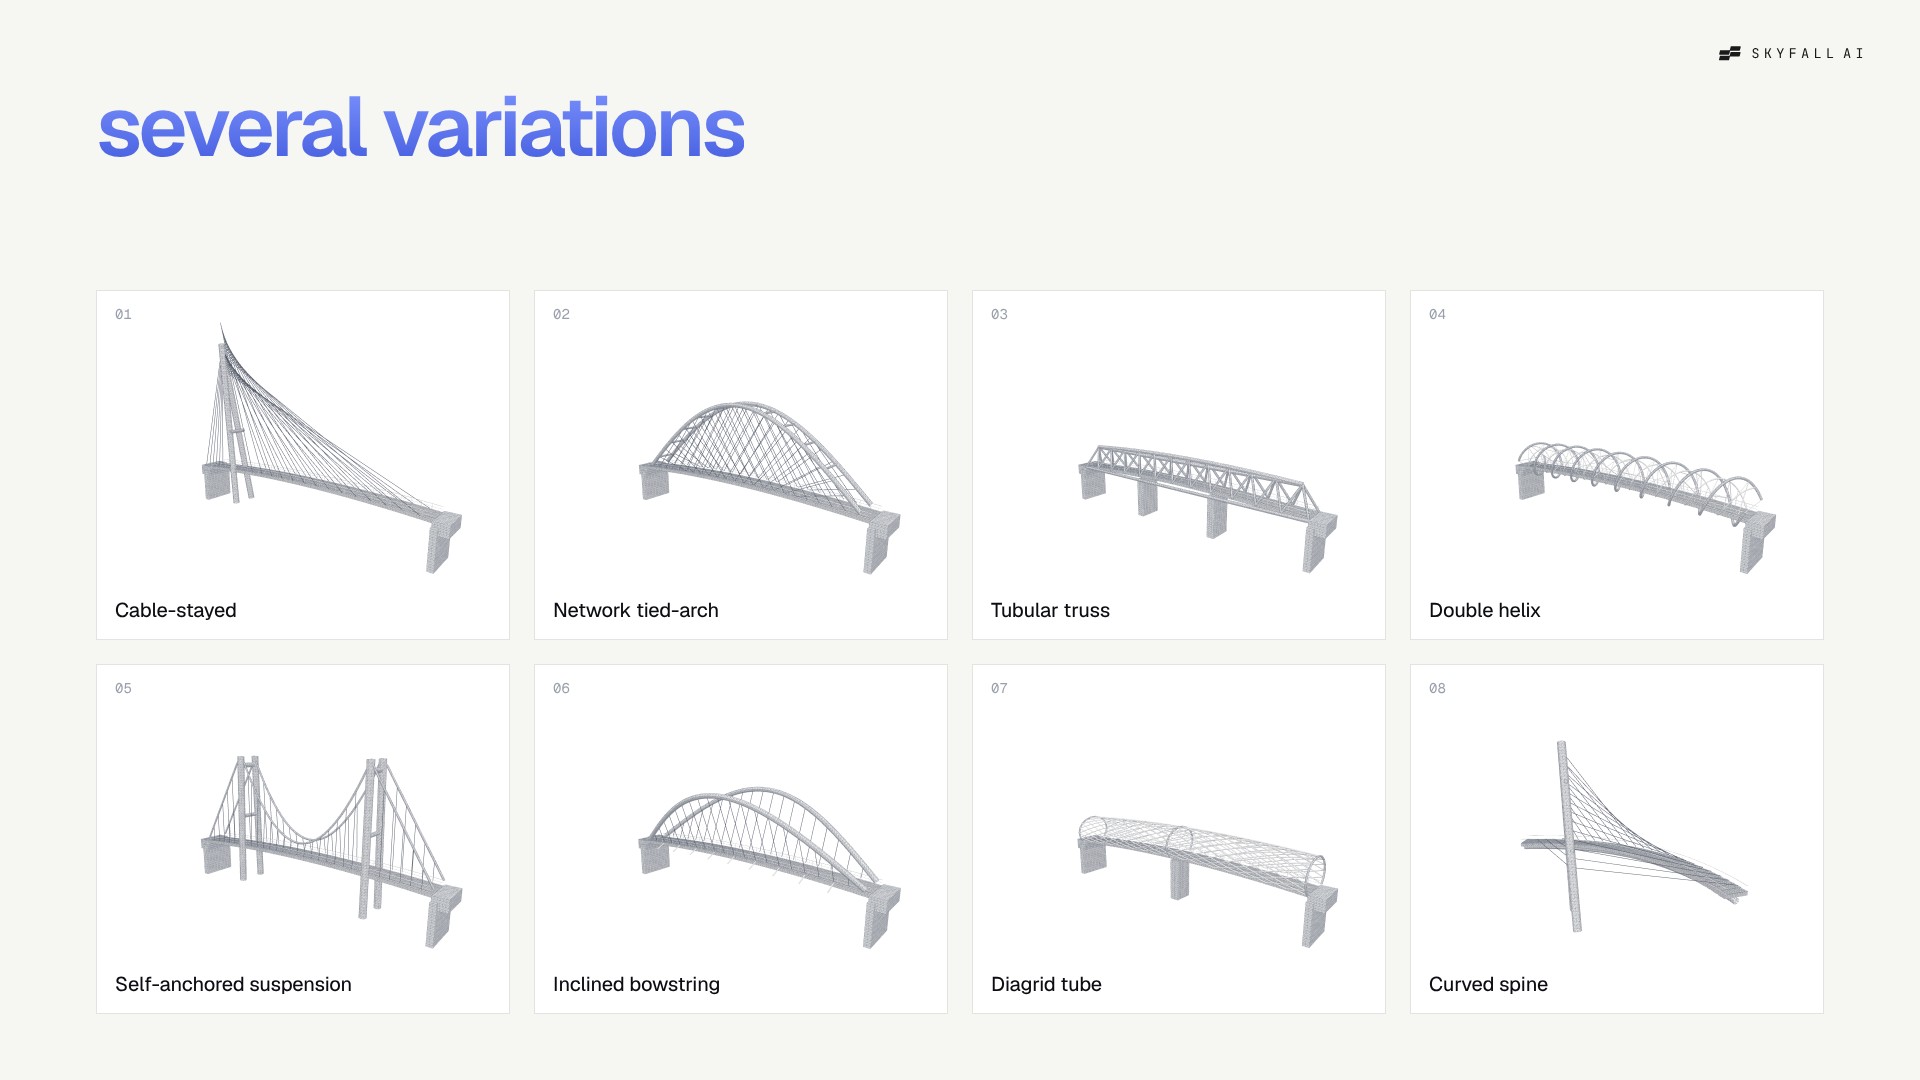 SKYFALL AI
several variations
01
02
03
04
Cable-stayed
Network tied-arch
Tubular truss
Double helix
05
06
07
08
Self-anchored suspension
Inclined bowstring
Diagrid tube
Curved spine